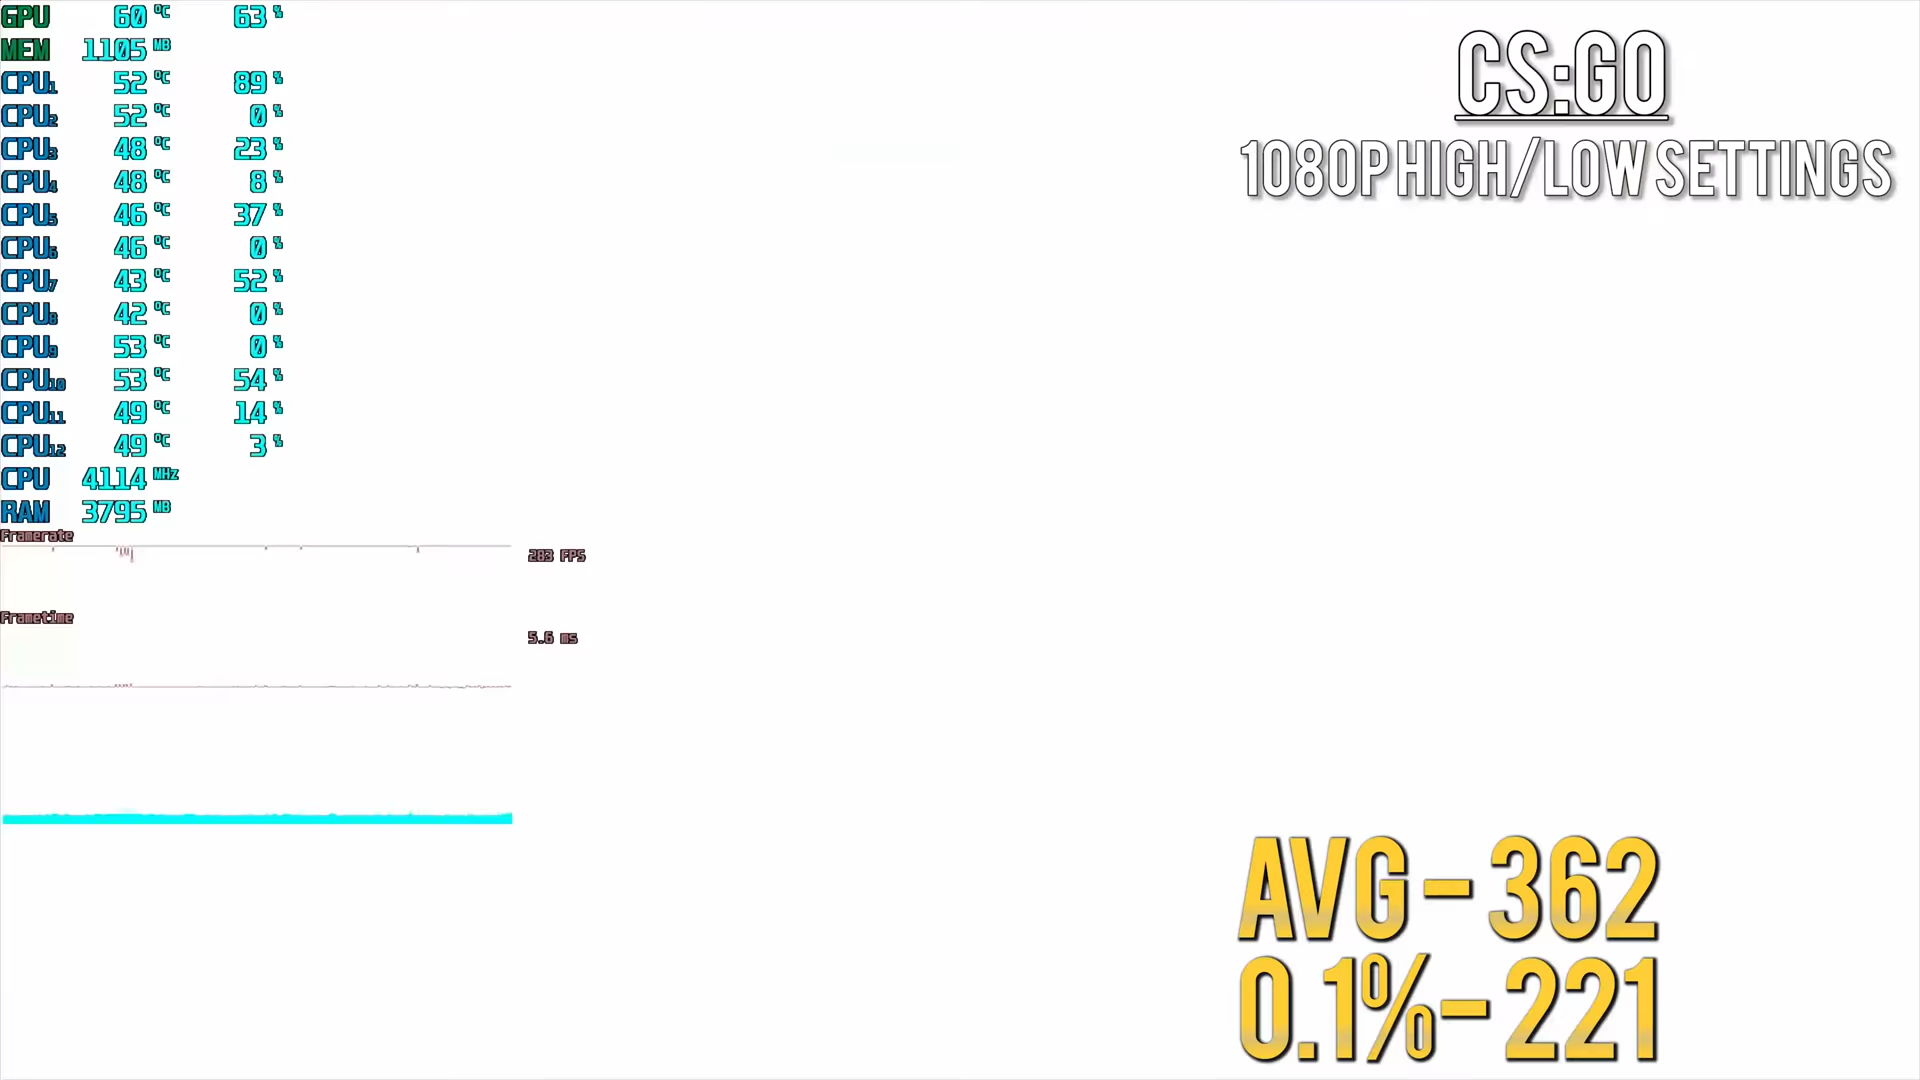 GPU 60 °C 63 %
MEM 1105 MB
CPU1 52 °C 89 %
CPU2 52 °C 0 %
CPU3 48 °C 23 %
CPU4 48 °C 8 %
CPU5 46 °C 37 %
CPU6 46 °C 0 %
CPU7 43 °C 52 %
CPU8 42 °C 0 %
CPU9 53 °C 0 %
CPU10 53 °C 54 %
CPU11 49 °C 14 %
CPU12 49 °C 3 %
CPU 4114 MHz
RAM 3795 MB
Framerate
283 FPS
Frametime
5.6 ms
CS:GO
1080P HIGH/LOW SETTINGS
AVG-362
0.1%-221